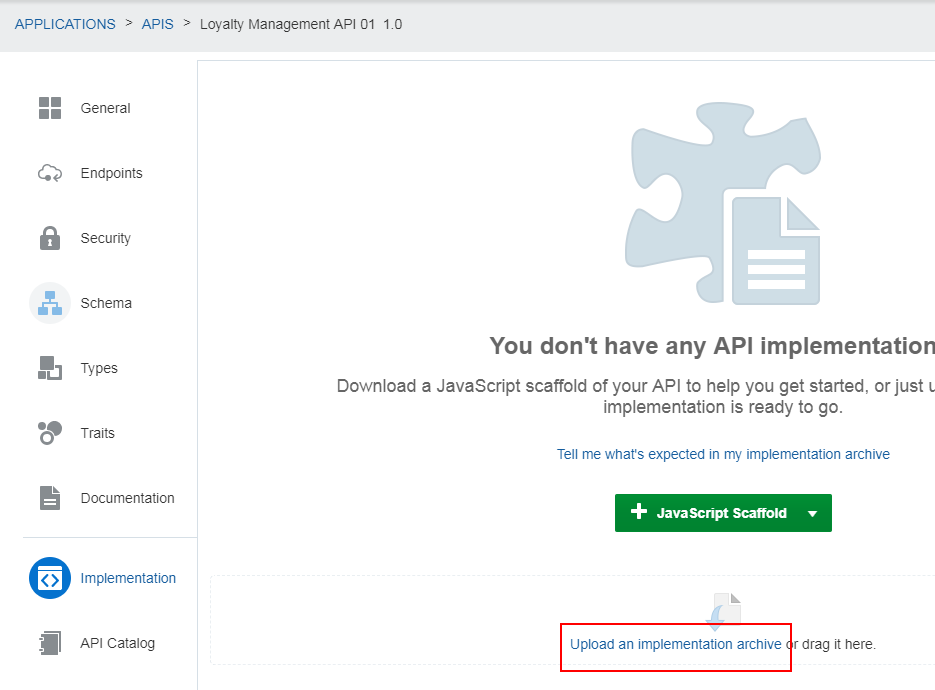 APPLICATIONS > APIS > Loyalty Management API 01 1.0
General
Endpoints
Security
Schema
Types
Traits
Documentation
Implementation
API Catalog
You don't have any API implementation
Download a JavaScript scaffold of your API to help you get started, or just
implementation is ready to go.
Tell me what's expected in my implementation archive
JavaScript Scaffold
Upload an implementation archive or drag it here.